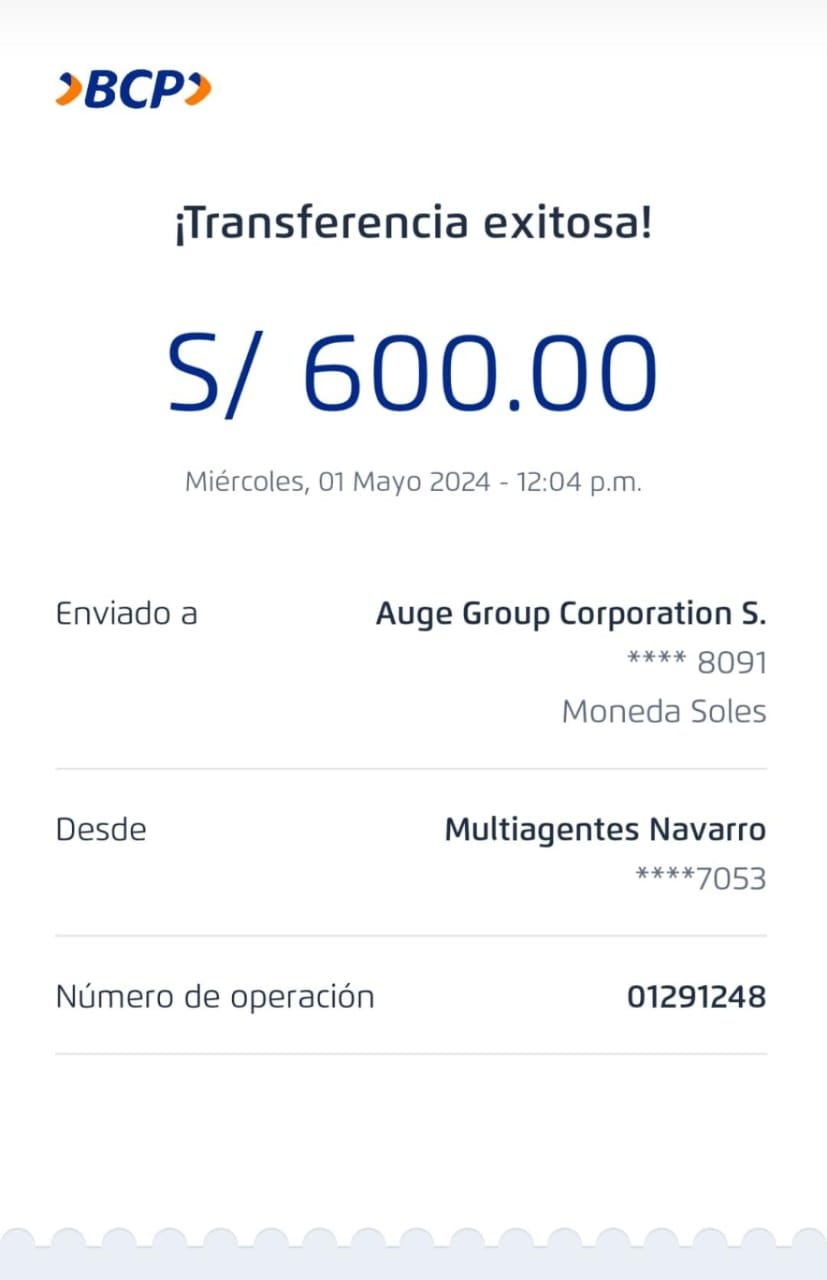 BCP
¡Transferencia exitosa!
S/ 600.00
Miércoles, 01 Mayo 2024 - 12:04 p.m.
Enviado a Auge Group Corporation S.
**** 8091
Moneda Soles
Desde Multiagentes Navarro
****7053
Número de operación 01291248